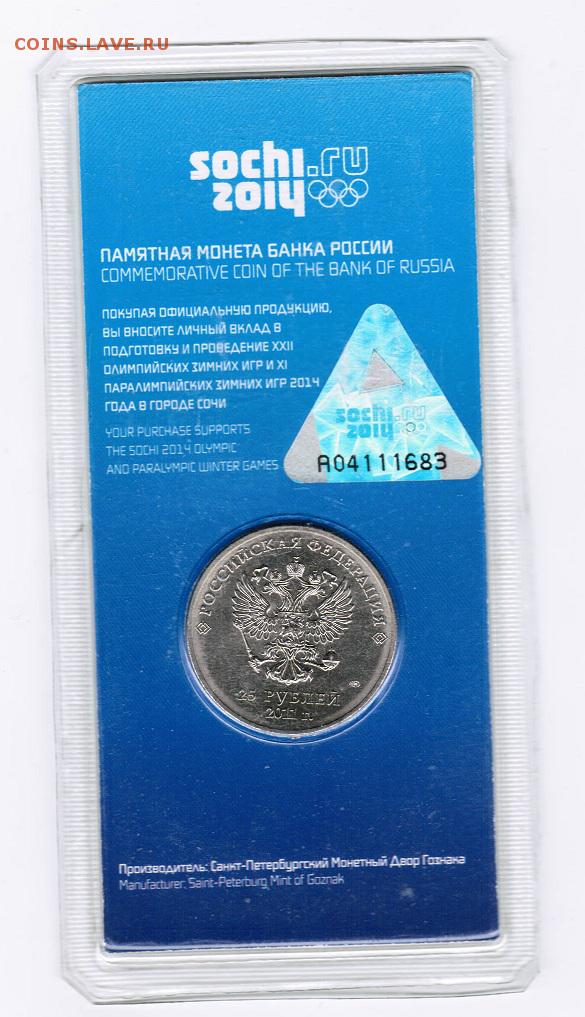 COINS.LAVE.RU
sochi.ru
2014
ПАМЯТНАЯ МОНЕТА БАНКА РОССИИ
COMMEMORATIVE COIN OF THE BANK OF RUSSIA
ПОКУПАЯ ОФИЦИАЛЬНУЮ ПРОДУКЦИЮ,
ВЫ ВНОСИТЕ ЛИЧНЫЙ ВКЛАД В
ПОДГОТОВКУ И ПРОВЕДЕНИЕ XXII
ОЛИМПИЙСКИХ ЗИМНИХ ИГР И XI
ПАРАЛИМПИЙСКИХ ЗИМНИХ ИГР 2014
ГОДА В ГОРОДЕ СОЧИ
YOUR PURCHASE SUPPORTS
THE SOCHI 2014 OLYMPIC
AND PARALYMPIC WINTER GAMES
sochi.ru
2014
A04111683
РОССИЙСКАЯ ФЕДЕРАЦИЯ
25 РУБЛЕЙ
2011 г.
Производитель: Санкт-Петербургский Монетный Двор Гознака
Manufacturer: Saint-Peterburg Mint of Goznak